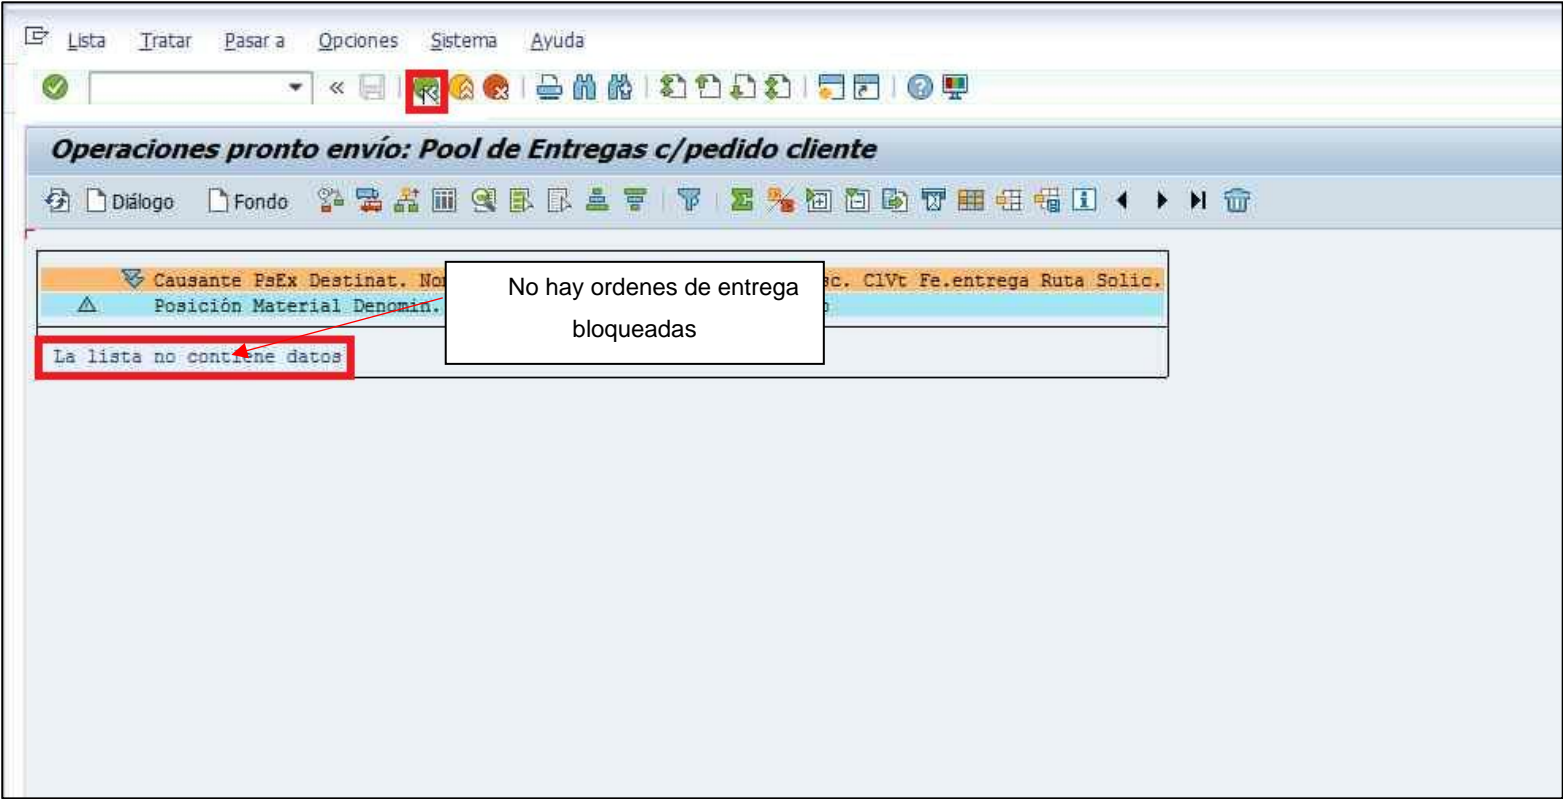 Lista Tratar Pasar a Opciones Sistema Ayuda
Operaciones pronto envío: Pool de Entregas c/pedido cliente
Diálogo Fondo
Causante PsEx Destinat. ClVt Fe.entrega Ruta Solic.
Posición Material Denomin.
No hay ordenes de entrega
bloqueadas
La lista no contiene datos